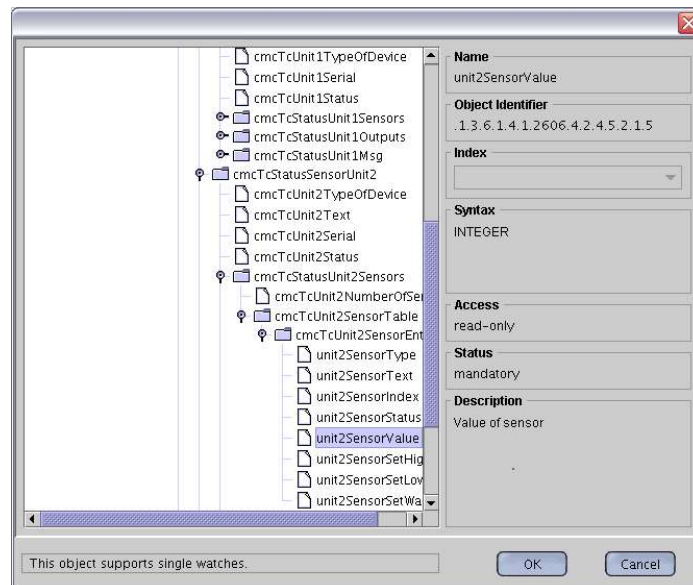 cmcTcUnit1TypeOfDevice
cmcTcUnit1Serial
cmcTcUnit1Status
cmcTcStatusUnit1Sensors
cmcTcStatusUnit1Outputs
cmcTcStatusUnit1Msg
cmcTcStatusSensorUnit2
cmcTcUnit2TypeOfDevice
cmcTcUnit2Text
cmcTcUnit2Serial
cmcTcUnit2Status
cmcTcStatusUnit2Sensors
cmcTcUnit2NumberOfSe
cmcTcUnit2SensorTable
cmcTcUnit2SensorEnt
unit2SensorType
unit2SensorText
unit2SensorIndex
unit2SensorStatus
unit2SensorValue
unit2SensorSetHig
unit2SensorSetLow
unit2SensorSetWa
Name
unit2SensorValue
Object Identifier
.1.3.6.1.4.1.2606.4.2.4.5.2.1.5
Index
Syntax
INTEGER
Access
read-only
Status
mandatory
Description
Value of sensor
This object supports single watches.
OK
Cancel